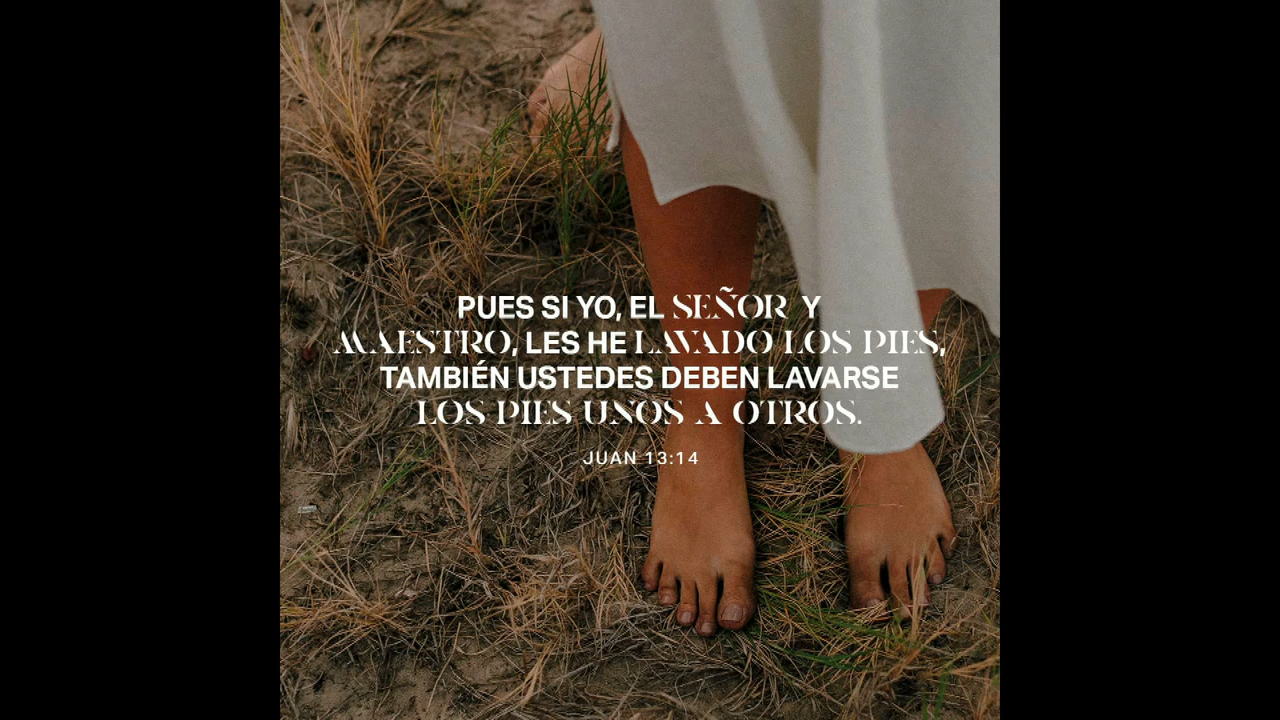 PUES SI YO, EL SEÑOR Y
MAESTRO, LES HE LAVADO LOS PIES,
TAMBIÉN USTEDES DEBEN LAVARSE
LOS PIES UNOS A OTROS.
JUAN 13:14